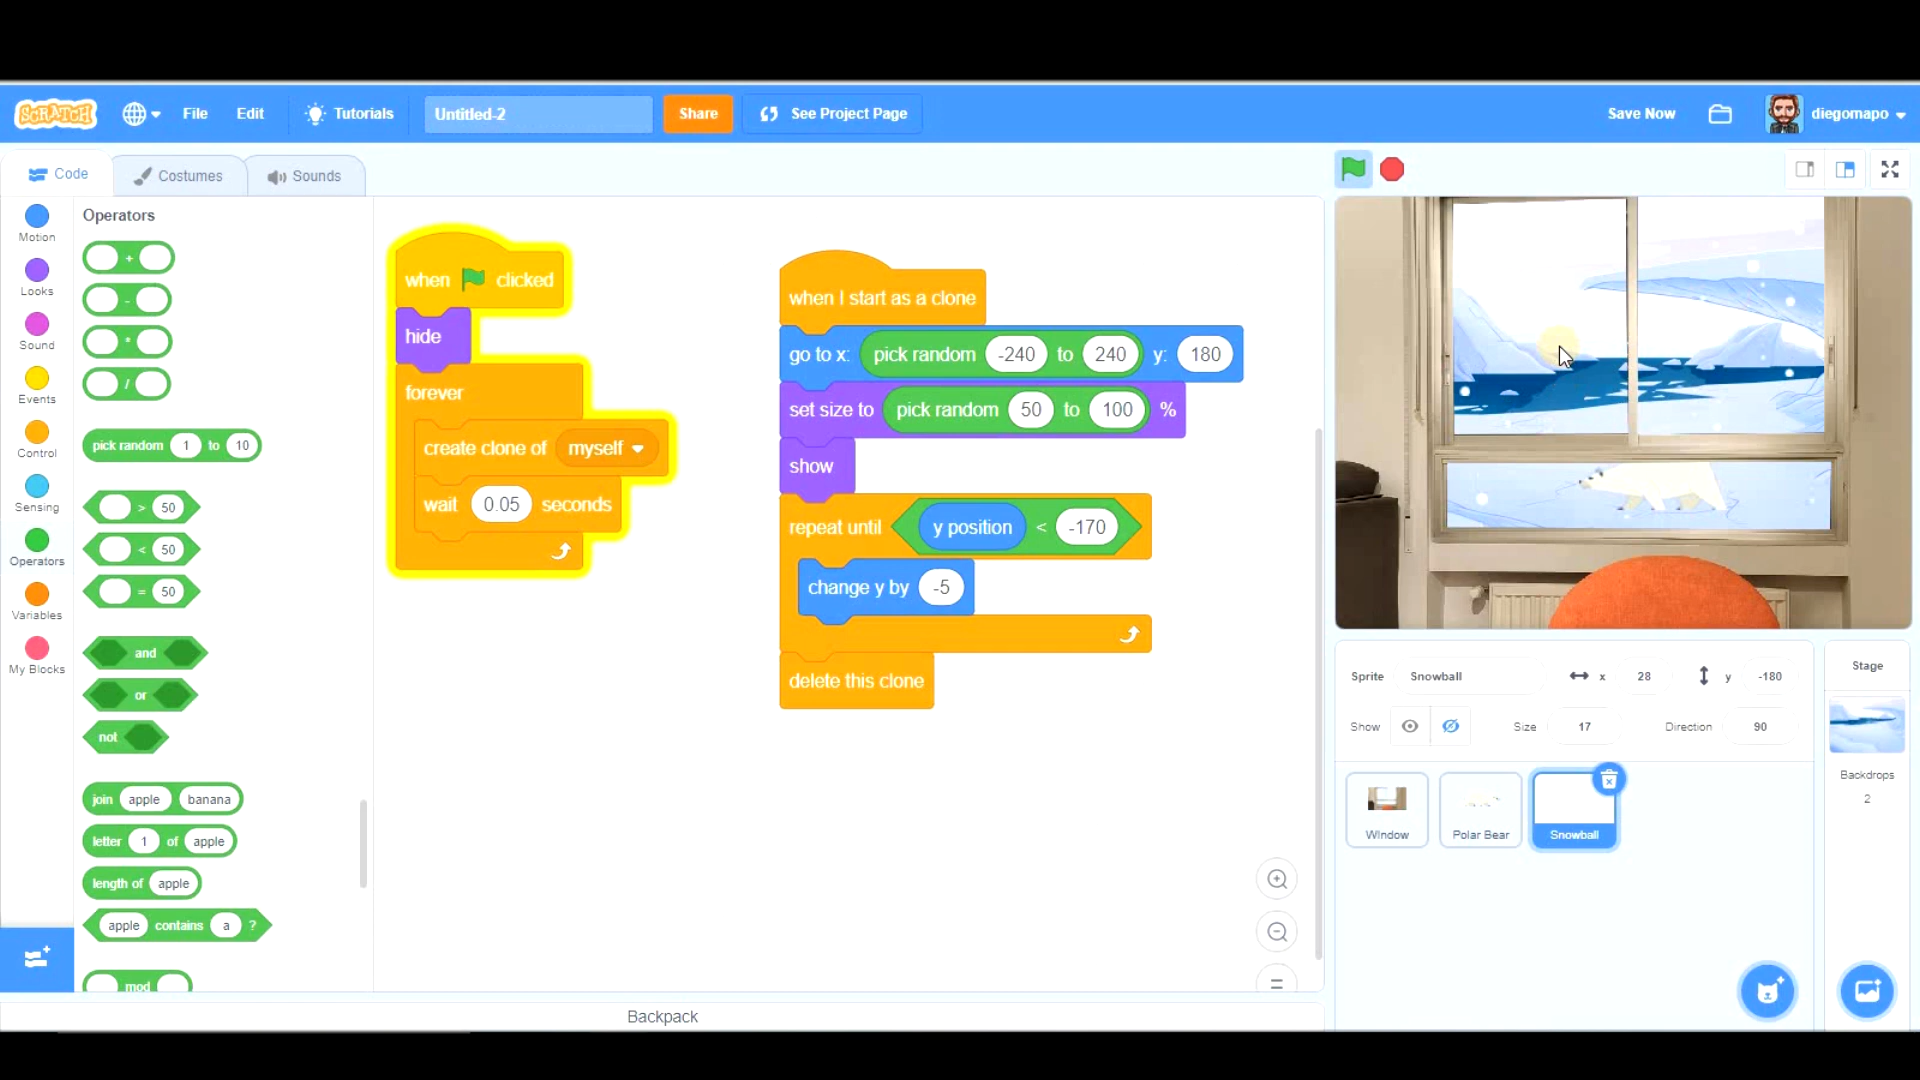 SCRATCH File Edit Tutorials Untitled-2 Share See Project Page Save Now diegomapo
Code Costumes Sounds
Motion
Looks
Sound
Events
Control
Sensing
Operators
Variables
My Blocks
Operators
+
-
*
/
pick random 1 to 10
> 50
< 50
= 50
and
or
not
join apple banana
letter 1 of apple
length of apple
apple contains a ?
mod
when clicked
hide
forever
create clone of myself
wait 0.05 seconds
when I start as a clone
go to x: pick random -240 to 240 y: 180
set size to pick random 50 to 100 %
show
repeat until y position < -170
change y by -5
delete this clone
Backpack
Sprite Snowball x 28 y -180
Show Size 17 Direction 90
Window Polar Bear Snowball
Stage
Backdrops
2